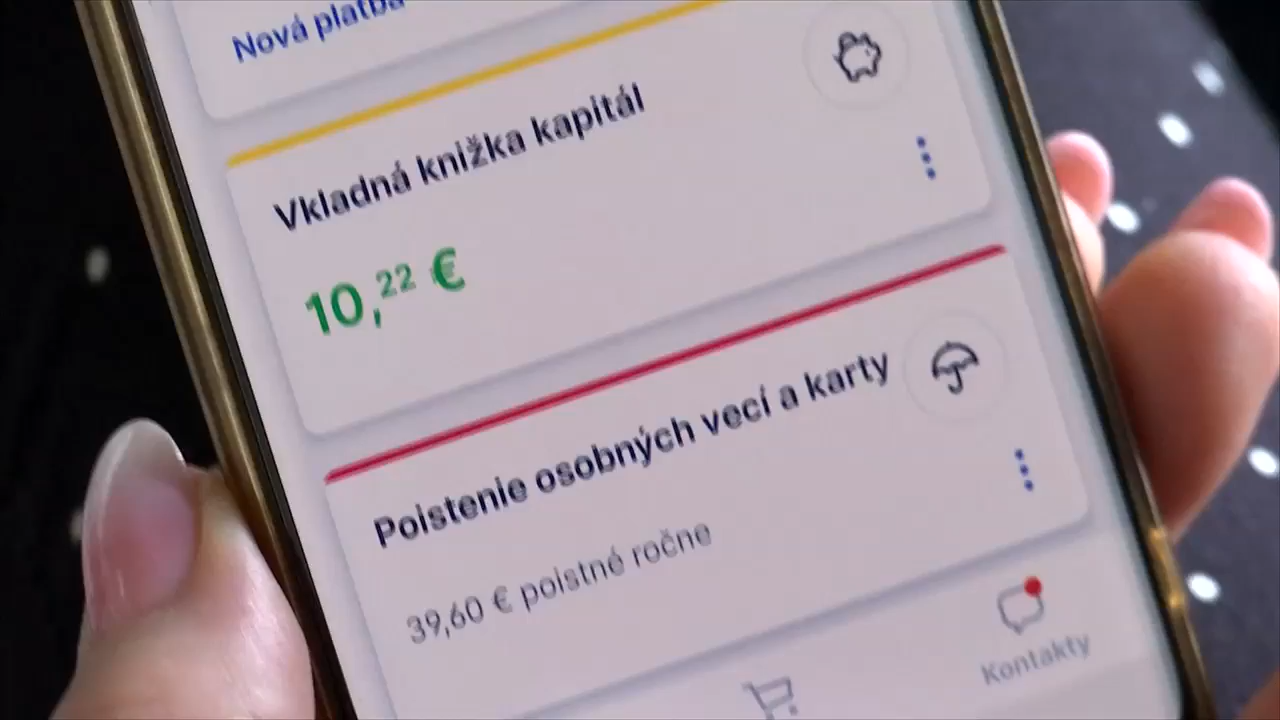 Nová platba
Vkladná knižka kapitál
10,22 €
Poistenie osobných vecí a karty
39,60 € poistné ročne
Kontakty